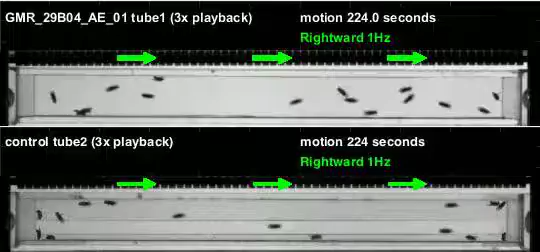 GMR_29B04_AE_01 tube1 (3x playback)
motion 224.0 seconds
Rightward 1Hz
control tube2 (3x playback)
motion 224 seconds
Rightward 1Hz